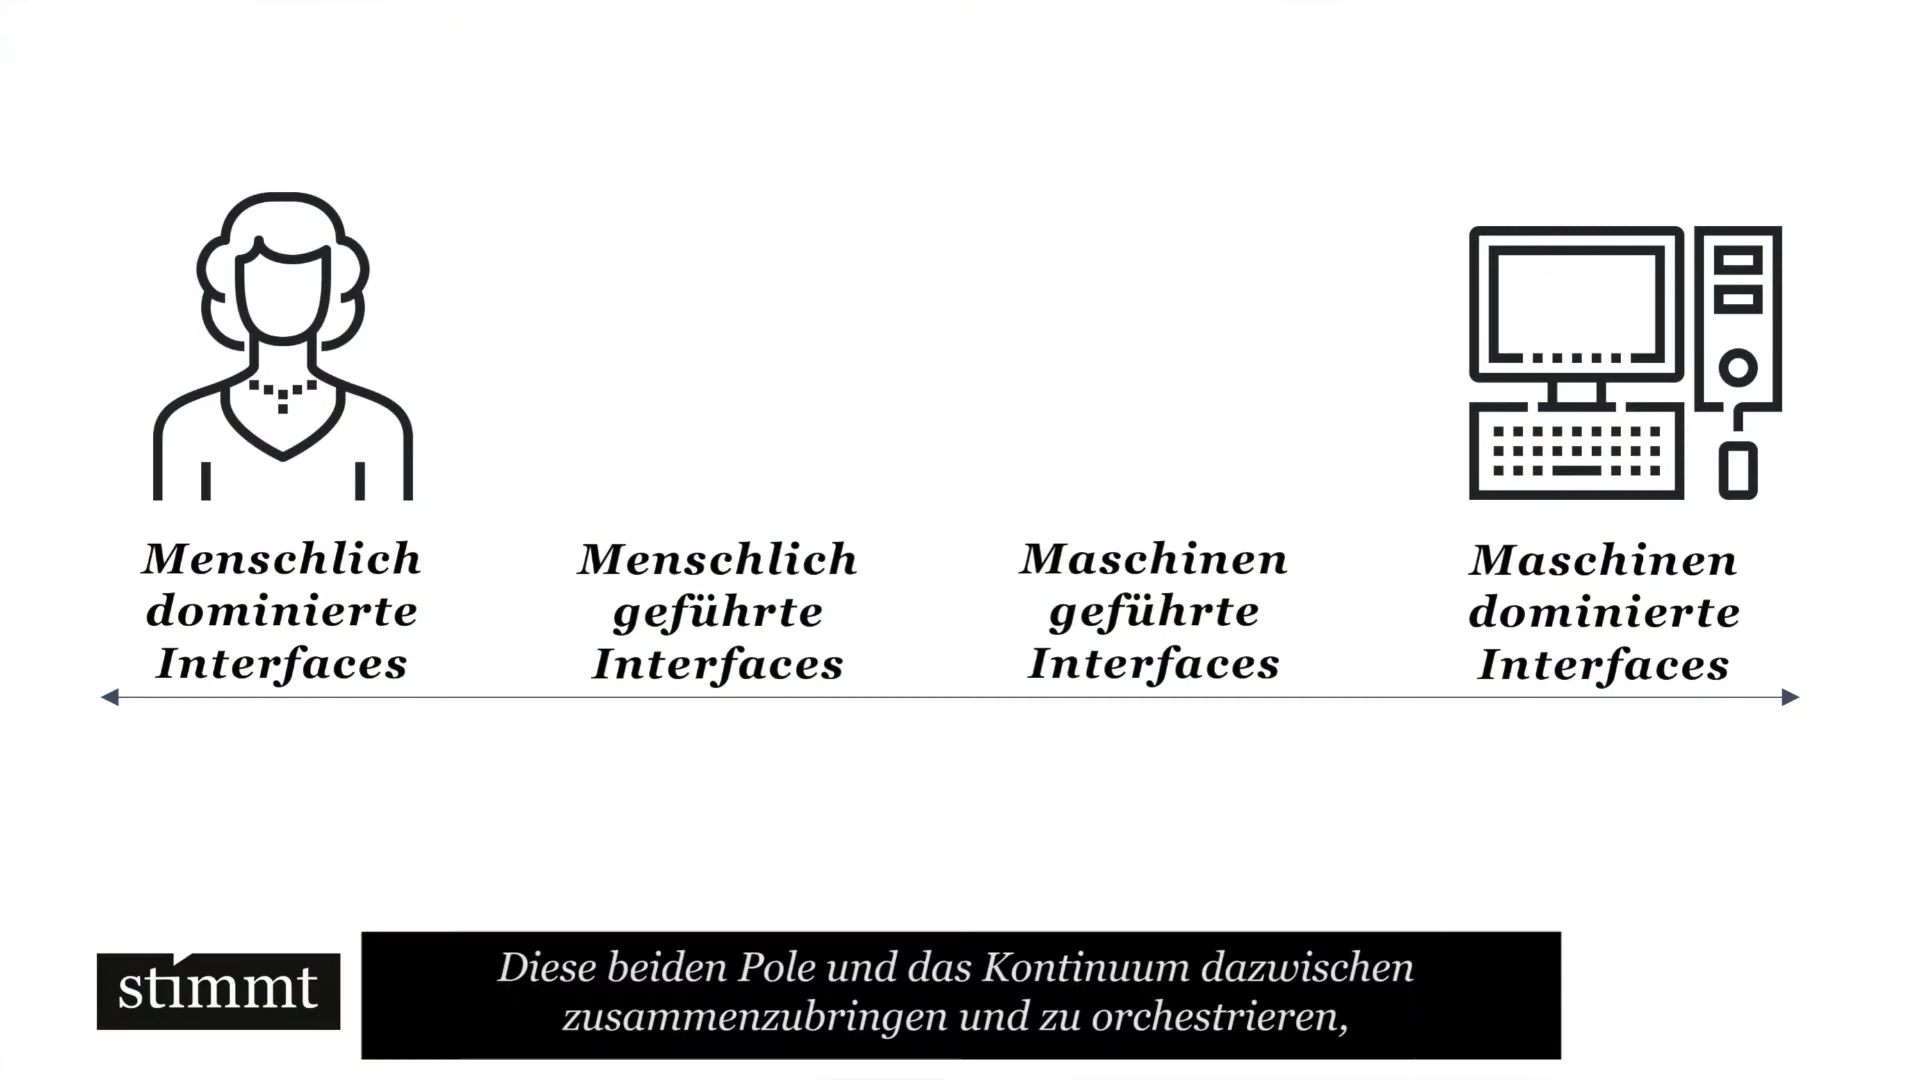 Menschlich
dominierte
Interfaces
Menschlich
geführte
Interfaces
Maschinen
geführte
Interfaces
Maschinen
dominierte
Interfaces
stimmt
Diese beiden Pole und das Kontinuum dazwischen
zusammenzubringen und zu orchestrieren,